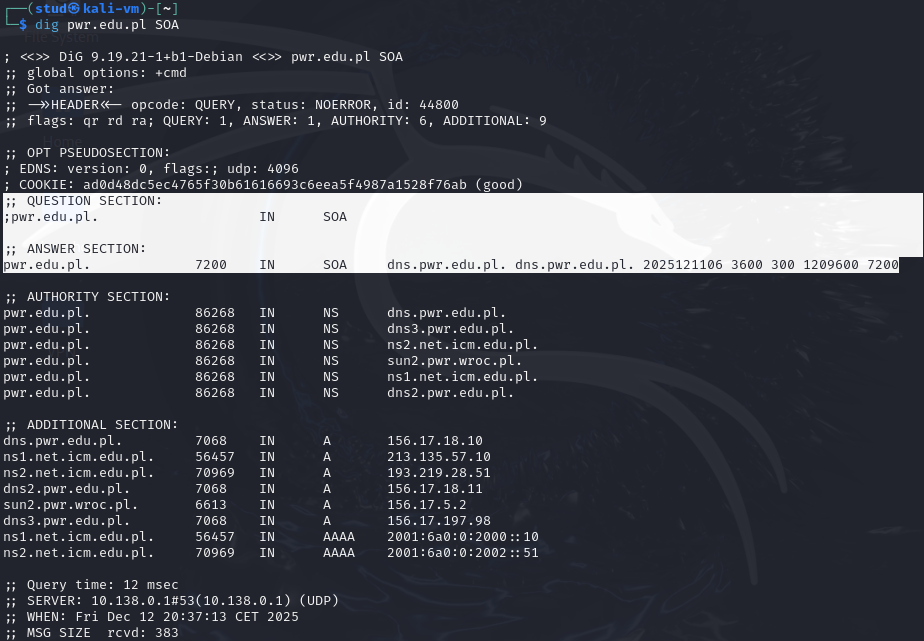 ┌──(stud㉿kali-vm)-[~]
└─$ dig pwr.edu.pl SOA

; <<>> DiG 9.19.21-1+b1-Debian <<>> pwr.edu.pl SOA
;; global options: +cmd
;; Got answer:
;; ->>HEADER<<- opcode: QUERY, status: NOERROR, id: 44800
;; flags: qr rd ra; QUERY: 1, ANSWER: 1, AUTHORITY: 6, ADDITIONAL: 9

;; OPT PSEUDOSECTION:
; EDNS: version: 0, flags:; udp: 4096
; COOKIE: ad0d48dc5ec4765f30b61616693c6eea5f4987a1528f76ab (good)
;; QUESTION SECTION:
;pwr.edu.pl. IN SOA

;; ANSWER SECTION:
pwr.edu.pl. 7200 IN SOA dns.pwr.edu.pl. dns.pwr.edu.pl. 2025121106 3600 300 1209600 7200

;; AUTHORITY SECTION:
pwr.edu.pl. 86268 IN NS dns.pwr.edu.pl.
pwr.edu.pl. 86268 IN NS dns3.pwr.edu.pl.
pwr.edu.pl. 86268 IN NS ns2.net.icm.edu.pl.
pwr.edu.pl. 86268 IN NS sun2.pwr.wroc.pl.
pwr.edu.pl. 86268 IN NS ns1.net.icm.edu.pl.
pwr.edu.pl. 86268 IN NS dns2.pwr.edu.pl.

;; ADDITIONAL SECTION:
dns.pwr.edu.pl. 7068 IN A 156.17.18.10
ns1.net.icm.edu.pl. 56457 IN A 213.135.57.10
ns2.net.icm.edu.pl. 70969 IN A 193.219.28.51
dns2.pwr.edu.pl. 7068 IN A 156.17.18.11
sun2.pwr.wroc.pl. 6613 IN A 156.17.5.2
dns3.pwr.edu.pl. 7068 IN A 156.17.197.98
ns1.net.icm.edu.pl. 56457 IN AAAA 2001:6a0:0:2000::10
ns2.net.icm.edu.pl. 70969 IN AAAA 2001:6a0:0:2002::51

;; Query time: 12 msec
;; SERVER: 10.138.0.1#53(10.138.0.1) (UDP)
;; WHEN: Fri Dec 12 20:37:13 CET 2025
;; MSG SIZE rcvd: 383